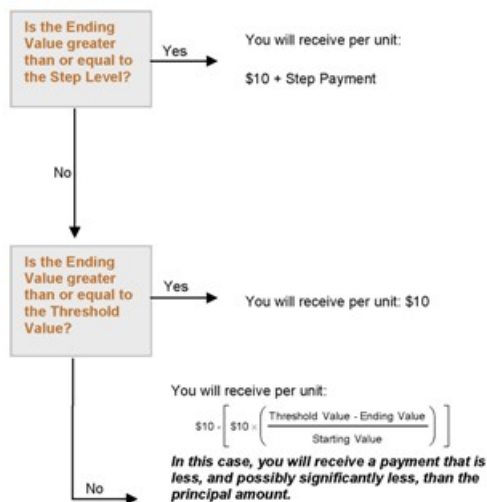 Is the Ending
Value greater
than or equal to
the Step Level?
Yes
You will receive per unit:
$10 + Step Payment
No
Is the Ending
Value greater
than or equal to
the Threshold
Value?
Yes
You will receive per unit: $10
You will receive per unit:
$10 - [ $10 × ( Threshold Value - Ending Value
Starting Value ) ]
In this case, you will receive a payment that is
less, and possibly significantly less, than the
principal amount.
No